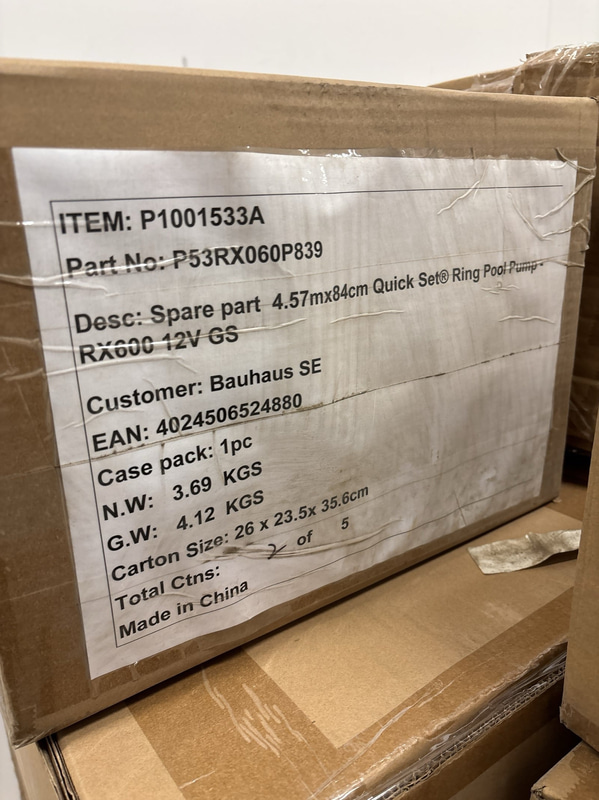 ITEM: P1001533A
Part No: P53RX060P839
Desc: Spare part 4.57mx84cm Quick Set® Ring Pool Pump -
RX600 12V GS
Customer: Bauhaus SE
EAN: 4024506524880
Case pack: 1pc
N.W: 3.69 KGS
G.W: 4.12 KGS
Carton Size: 26 x 23.5x 35.6cm
Total Ctns: 2 of 5
Made in China